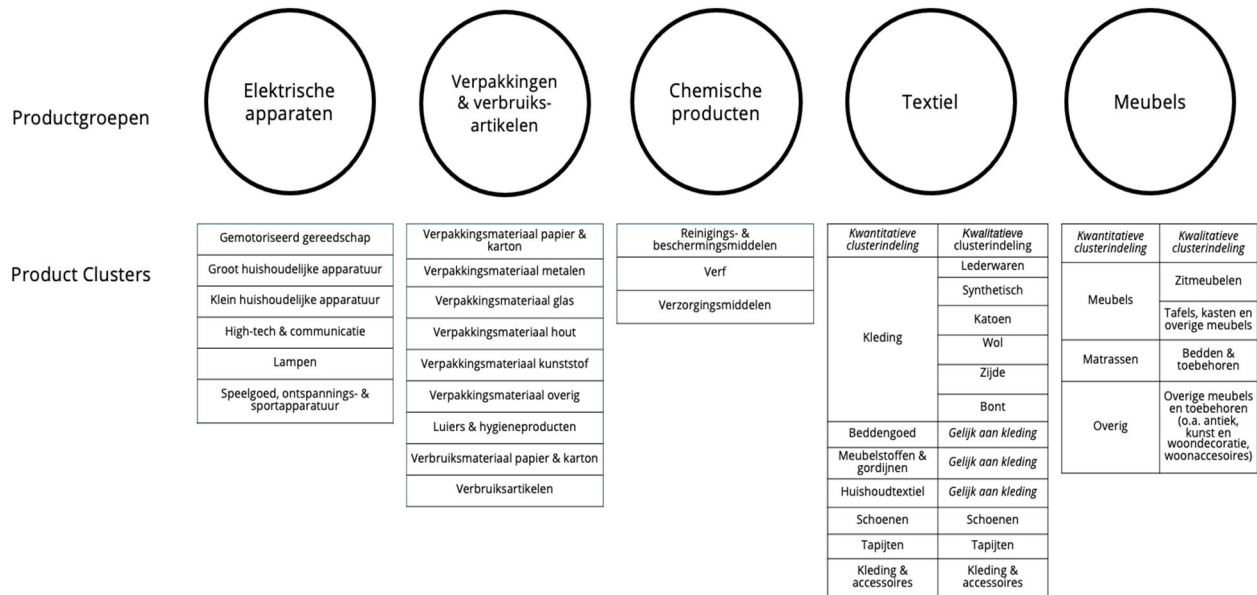 Productgroepen
Elektrische
apparaten
Verpakkingen
& verbruiks-
artikelen
Chemische
producten
Textiel
Meubels
Product Clusters
Gemotoriseerd gereedschap
Groot huishoudelijke apparatuur
Klein huishoudelijke apparatuur
High-tech & communicatie
Lampen
Speelgoed, ontspannings- &
sportapparatuur
Verpakkingsmateriaal papier &
karton
Verpakkingsmateriaal metalen
Verpakkingsmateriaal glas
Verpakkingsmateriaal hout
Verpakkingsmateriaal kunststof
Verpakkingsmateriaal overig
Luiers & hygieneproducten
Verbruiksmateriaal papier & karton
Verbruiksartikelen
Reinigings- &
beschermingsmiddelen
Verf
Verzorgingsmiddelen
Kwantitatieve
clusterindeling
Kwalitatieve
clusterindeling
Kleding
Lederwaren
Synthetisch
Katoen
Wol
Zijde
Bont
Beddengoed
Gelijk aan kleding
Meubelstoffen &
gordijnen
Gelijk aan kleding
Huishoudtextiel
Gelijk aan kleding
Schoenen
Schoenen
Tapijten
Tapijten
Kleding &
accessoires
Kleding &
accessoires
Kwantitatieve
clusterindeling
Kwalitatieve
clusterindeling
Meubels
Zitmeubelen
Tafels, kasten en
overige meubels
Matrassen
Bedden &
toebehoren
Overig
Overige meubels
en toebehoren
(o.a. antiek,
kunst en
woondecoratie,
woonaccesoires)